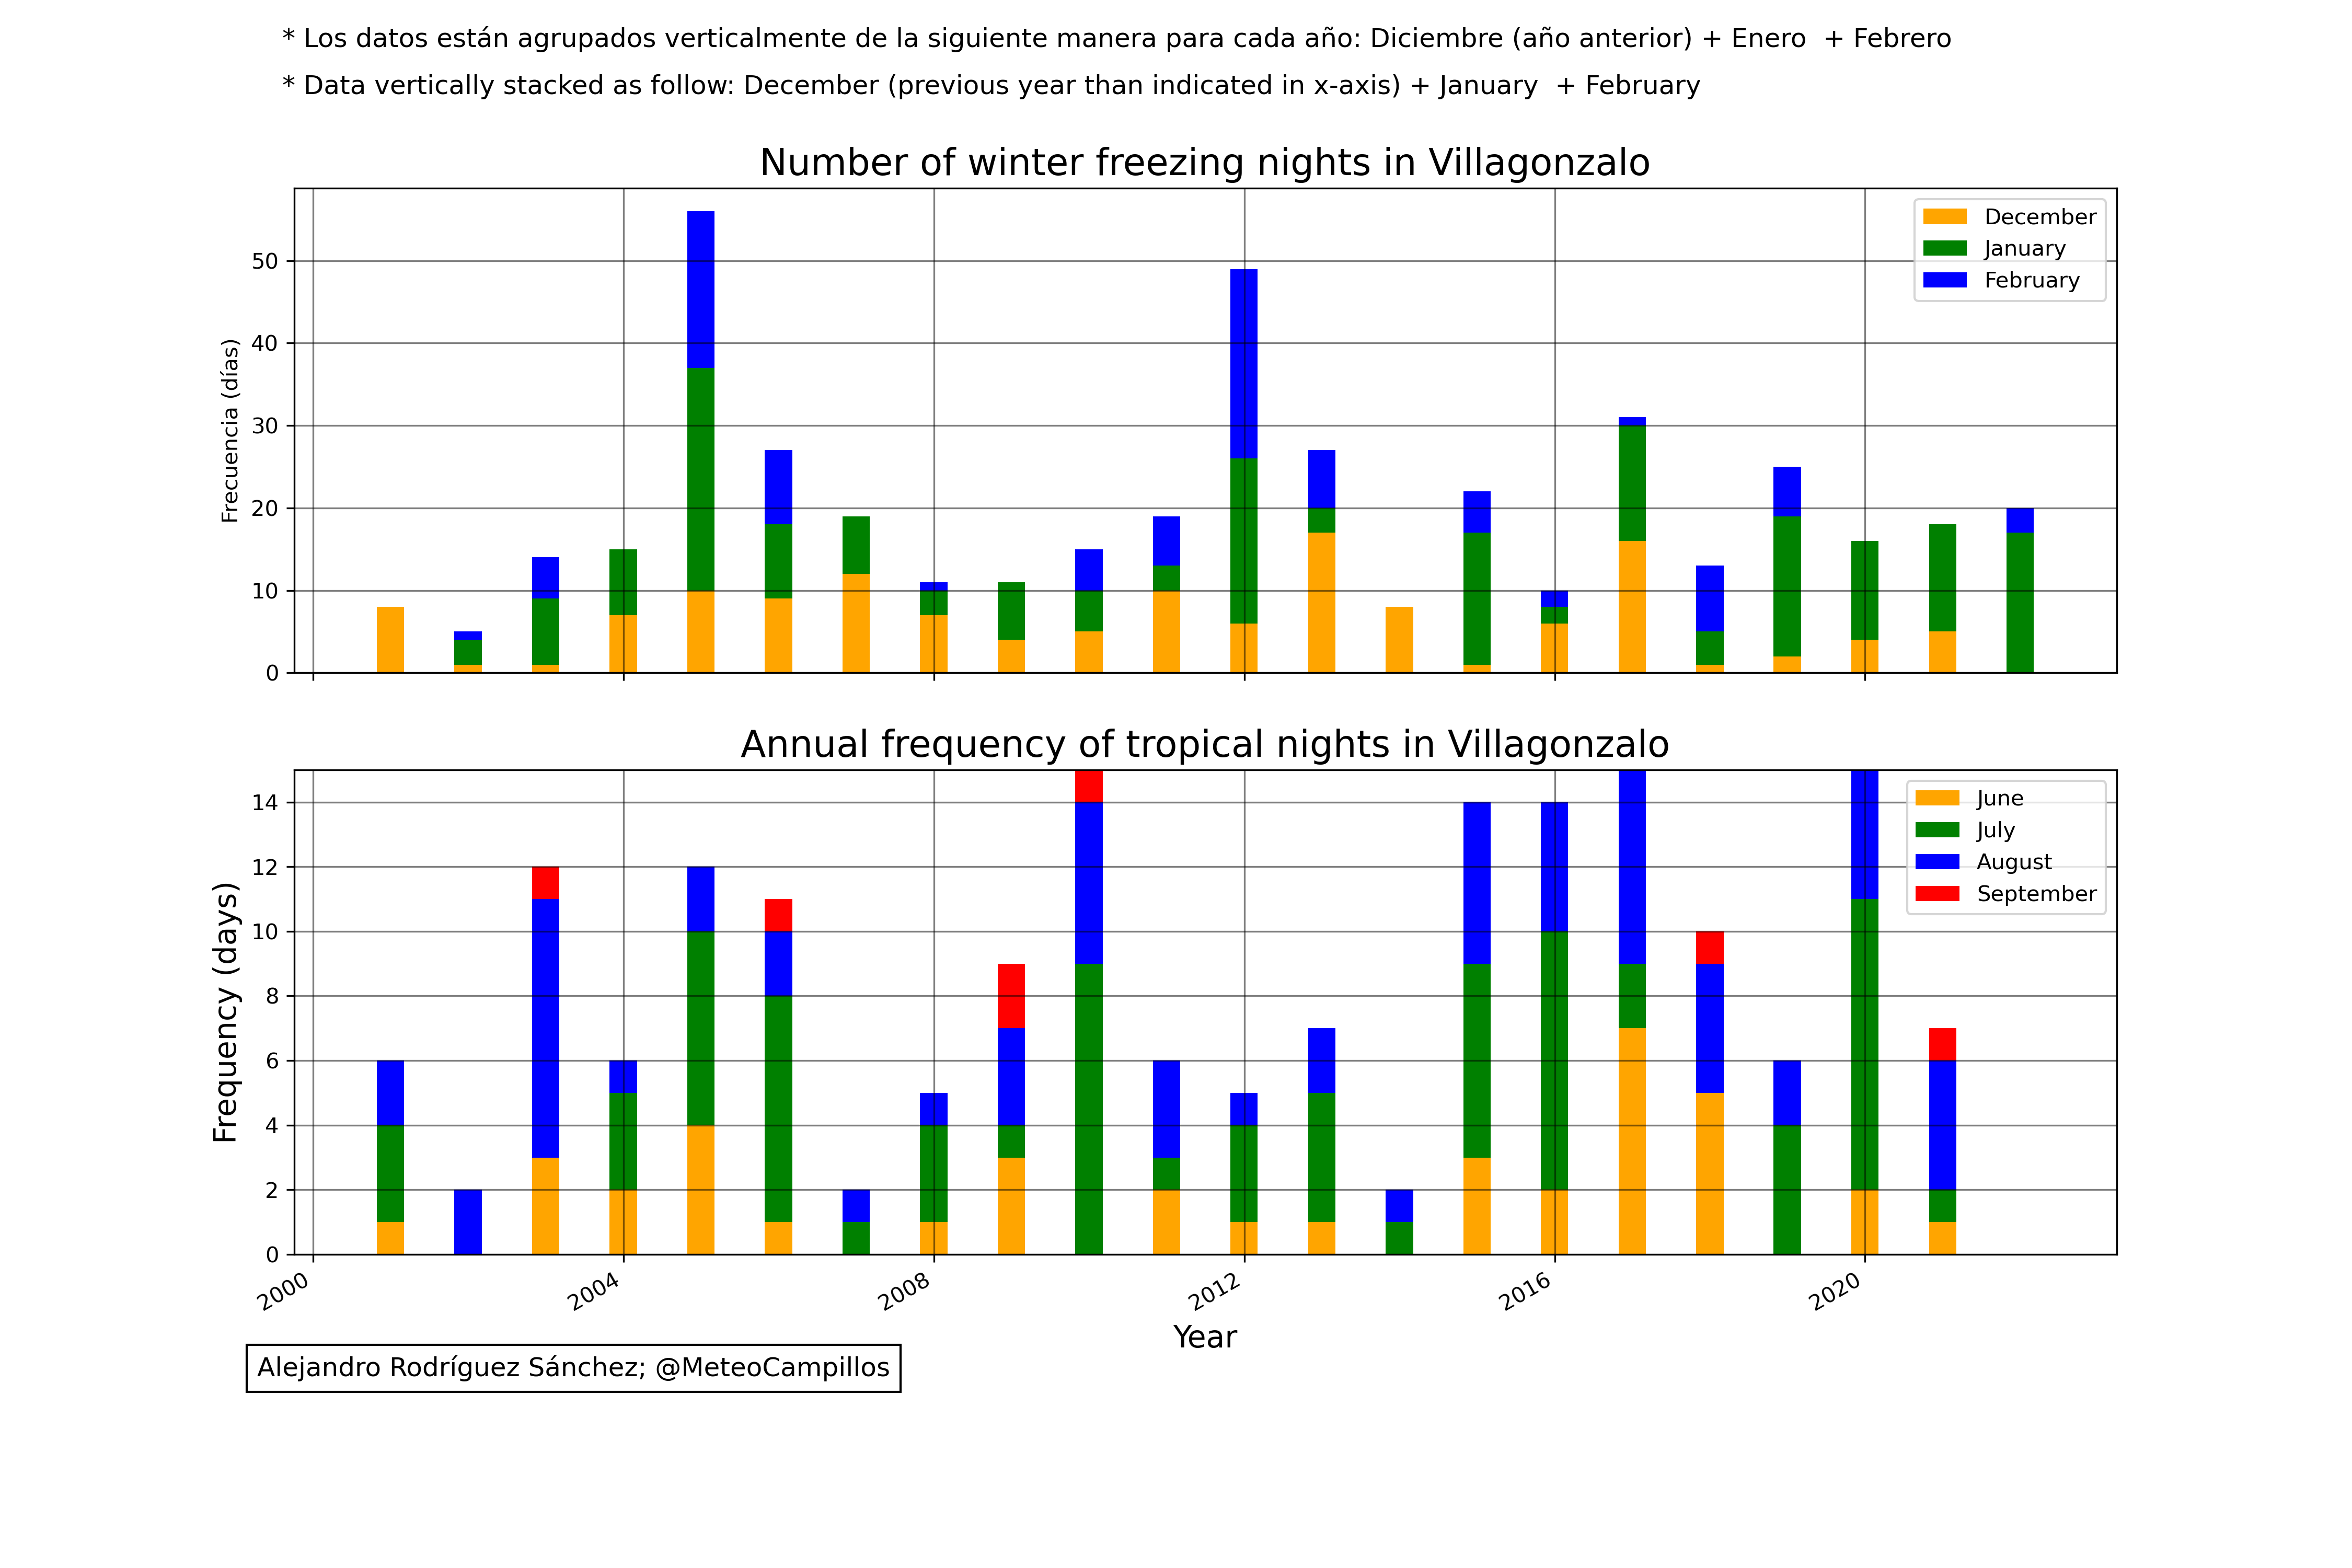 * Los datos están agrupados verticalmente de la siguiente manera para cada año: Diciembre (año anterior) + Enero  + Febrero
* Data vertically stacked as follow: December (previous year than indicated in x-axis) + January  + February
Number of winter freezing nights in Villagonzalo
Frecuencia (días)
50
40
30
20
10
0
December
January
February
Annual frequency of tropical nights in Villagonzalo
Frequency (days)
14
12
10
8
6
4
2
0
June
July
August
September
2000 2004 2008 2012 2016 2020
Year
Alejandro Rodríguez Sánchez; @MeteoCampillos